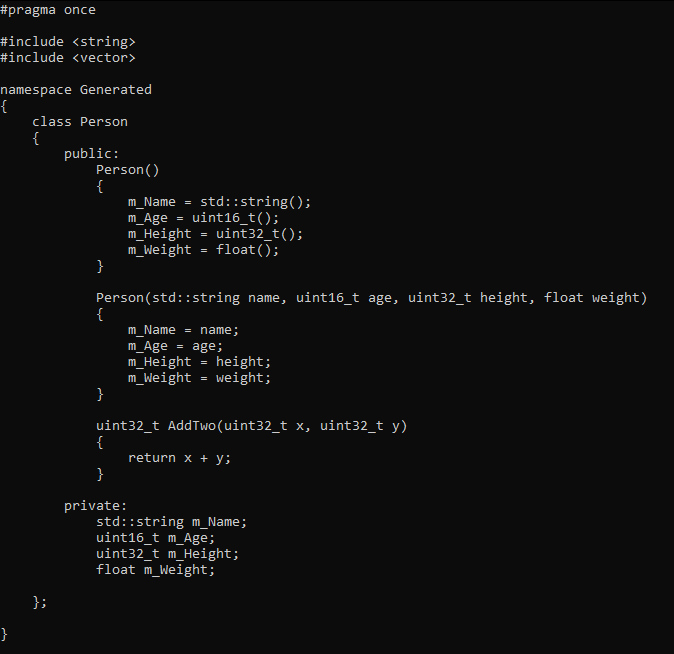 #pragma once
#include <string>
#include <vector>
namespace Generated
{
    class Person
    {
        public:
            Person()
            {
                m_Name = std::string();
                m_Age = uint16_t();
                m_Height = uint32_t();
                m_Weight = float();
            }
            Person(std::string name, uint16_t age, uint32_t height, float weight)
            {
                m_Name = name;
                m_Age = age;
                m_Height = height;
                m_Weight = weight;
            }
            uint32_t AddTwo(uint32_t x, uint32_t y)
            {
                return x + y;
            }
        private:
            std::string m_Name;
            uint16_t m_Age;
            uint32_t m_Height;
            float m_Weight;
    };
}